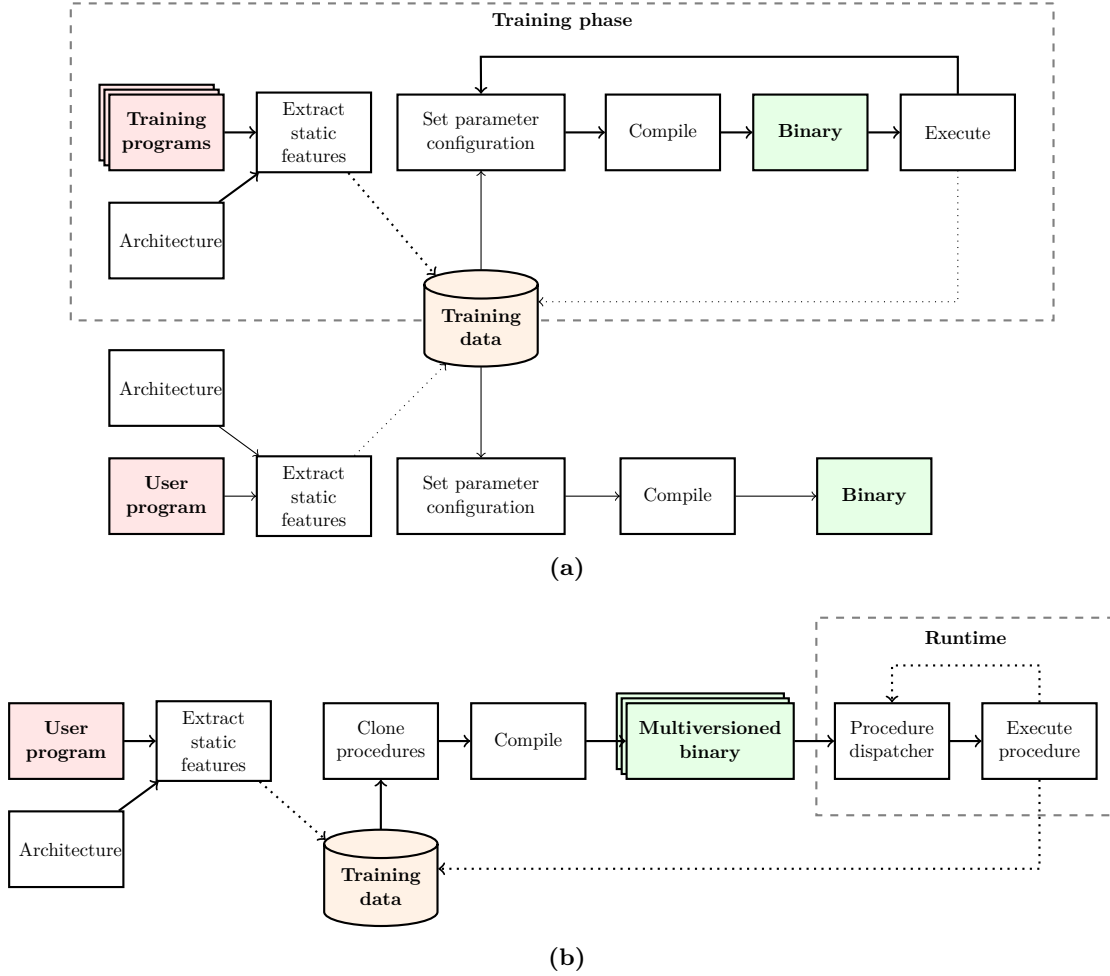 Training phase
Training
programs
Extract
static
features
Set parameter
configuration
Compile
Binary
Execute
Architecture
Training
data
Architecture
User
program
Extract
static
features
Set parameter
configuration
Compile
Binary
(a)
Runtime
User
program
Extract
static
features
Clone
procedures
Compile
Multiversioned
binary
Procedure
dispatcher
Execute
procedure
Architecture
Training
data
(b)